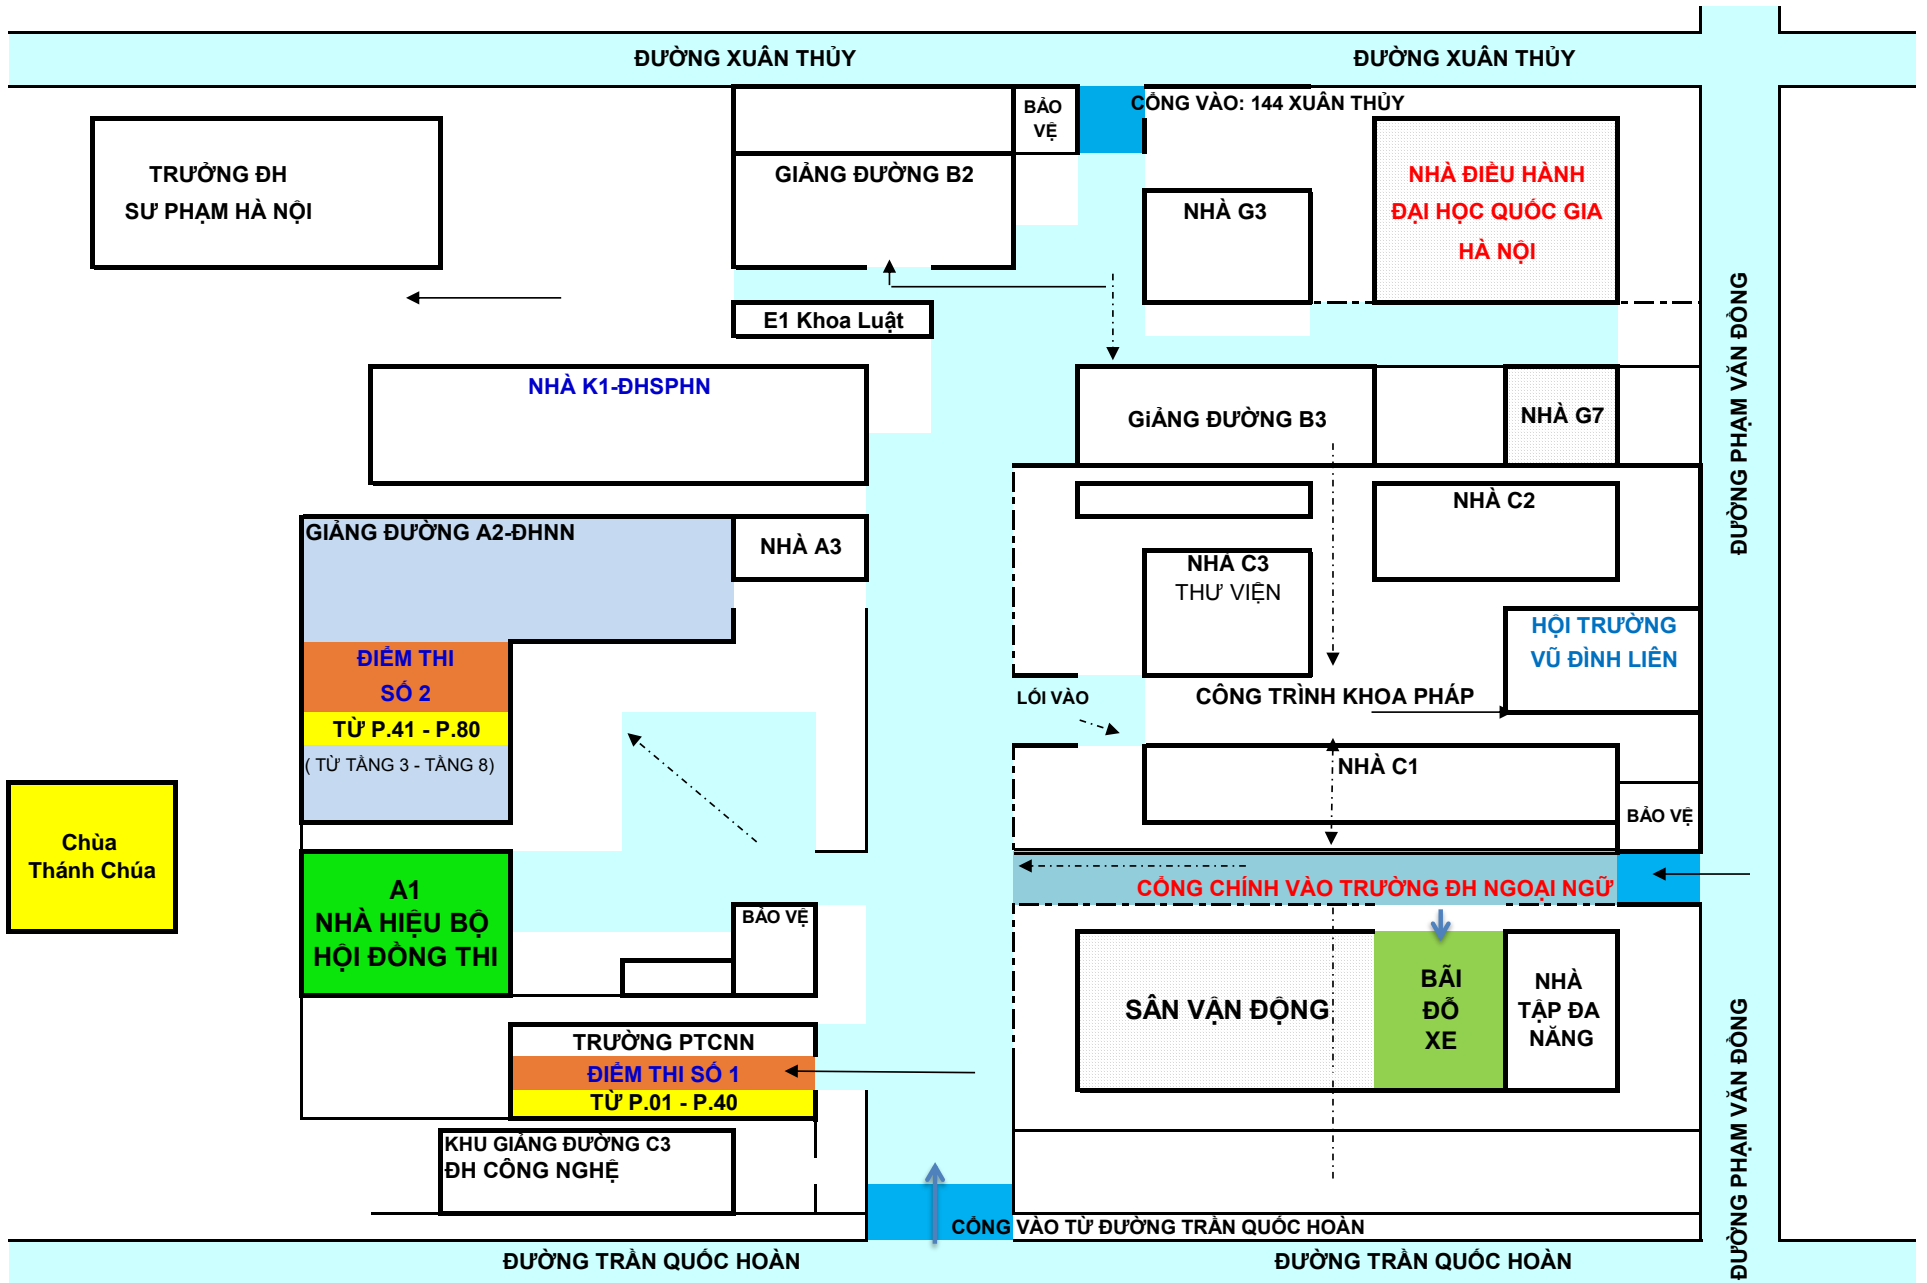 ĐƯỜNG XUÂN THỦY
ĐƯỜNG XUÂN THỦY
CỔNG VÀO: 144 XUÂN THỦY
BẢO
VỆ
TRƯỞNG ĐH
SƯ PHẠM HÀ NỘI
GIẢNG ĐƯỜNG B2
NHÀ G3
NHÀ ĐIỀU HÀNH
ĐẠI HỌC QUỐC GIA
HÀ NỘI
E1 Khoa Luật
ĐƯỜNG PHẠM VĂN ĐỒNG
NHÀ K1-ĐHSPHN
GiẢNG ĐƯỜNG B3
NHÀ G7
GIẢNG ĐƯỜNG A2-ĐHNN
NHÀ A3
NHÀ C2
NHÀ C3
THƯ VIỆN
HỘI TRƯỜNG
VŨ ĐÌNH LIÊN
ĐIỂM THI
SỐ 2
TỪ P.41 - P.80
( TỪ TẦNG 3 - TẦNG 8)
LỐI VÀO
CÔNG TRÌNH KHOA PHÁP
NHÀ C1
BẢO VỆ
Chùa
Thánh Chúa
A1
NHÀ HIỆU BỘ
HỘI ĐỒNG THI
BẢO VỆ
CỔNG CHÍNH VÀO TRƯỜNG ĐH NGOẠI NGỮ
SÂN VẬN ĐỘNG
BÃI
ĐỖ
XE
NHÀ
TẬP ĐA
NĂNG
ĐƯỜNG PHẠM VĂN ĐỒNG
TRƯỜNG PTCNN
ĐIỂM THI SỐ 1
TỪ P.01 - P.40
KHU GIẢNG ĐƯỜNG C3
ĐH CÔNG NGHỆ
CỔNG VÀO TỪ ĐƯỜNG TRẦN QUỐC HOÀN
ĐƯỜNG TRẦN QUỐC HOÀN
ĐƯỜNG TRẦN QUỐC HOÀN